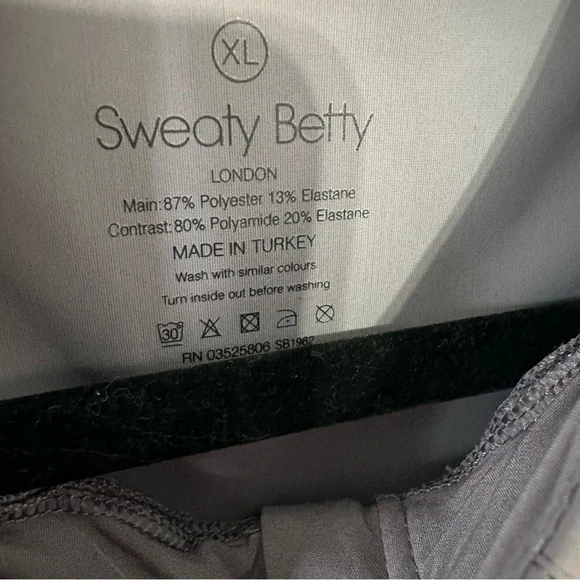 XL
Sweaty Betty
LONDON
Main:87% Polyester 13% Elastane
Contrast:80% Polyamide 20% Elastane
MADE IN TURKEY
Wash with similar colours
Turn inside out before washing
30°
RN 03525806 SB1962